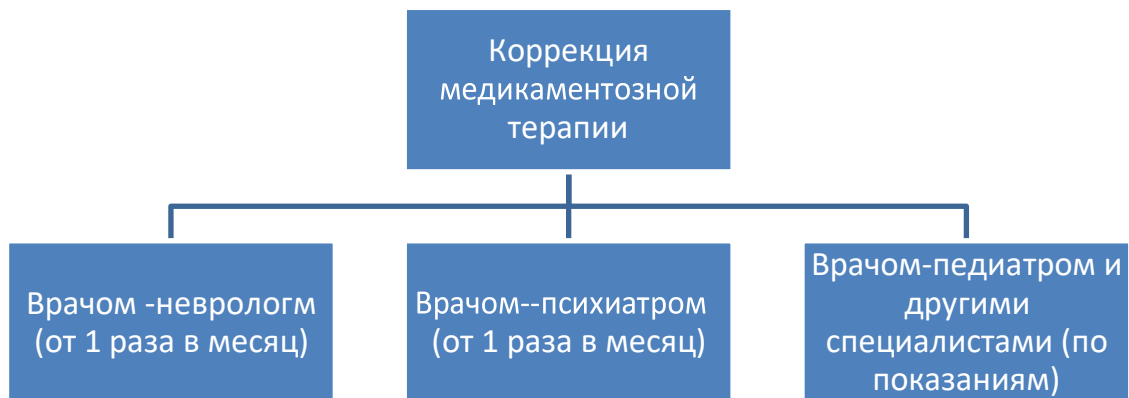 Коррекция
медикаментозной
терапии
Врачом -неврологм
(от 1 раза в месяц)
Врачом--психиатром
(от 1 раза в месяц)
Врачом-педиатром и
другими
специалистами (по
показаниям)